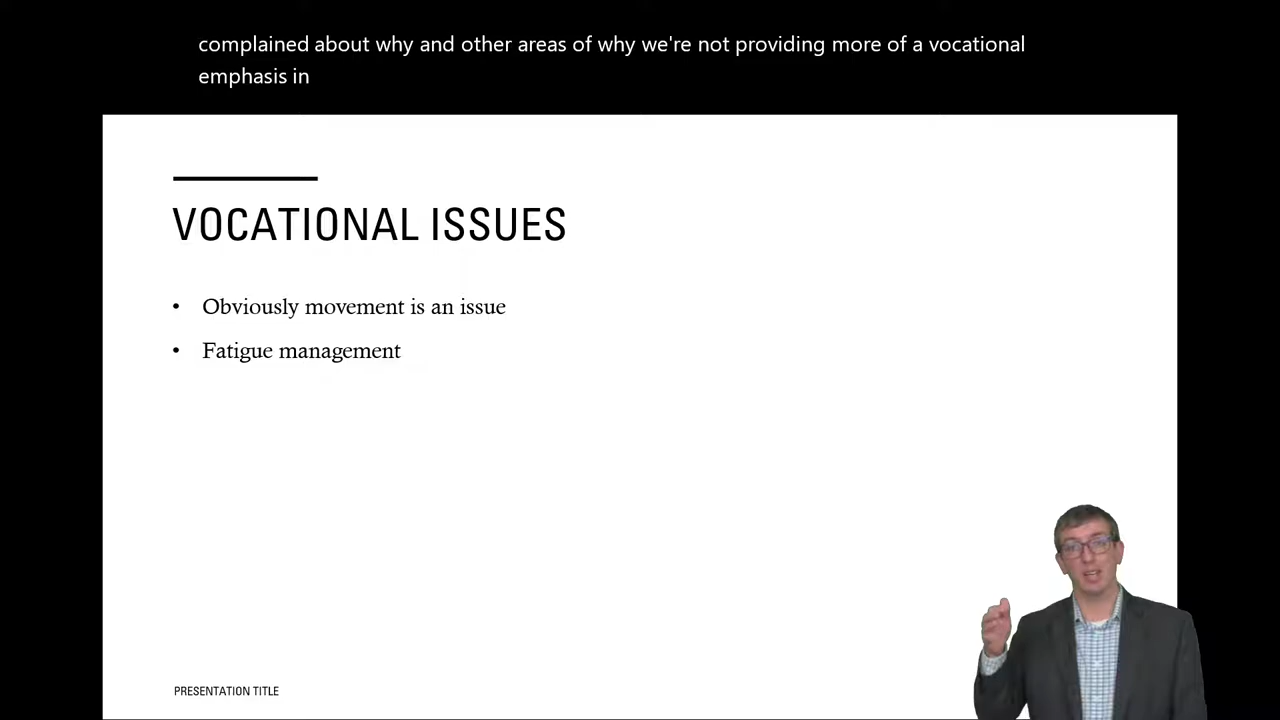 complained about why and other areas of why we're not providing more of a vocational
emphasis in
VOCATIONAL ISSUES
• Obviously movement is an issue
• Fatigue management
PRESENTATION TITLE